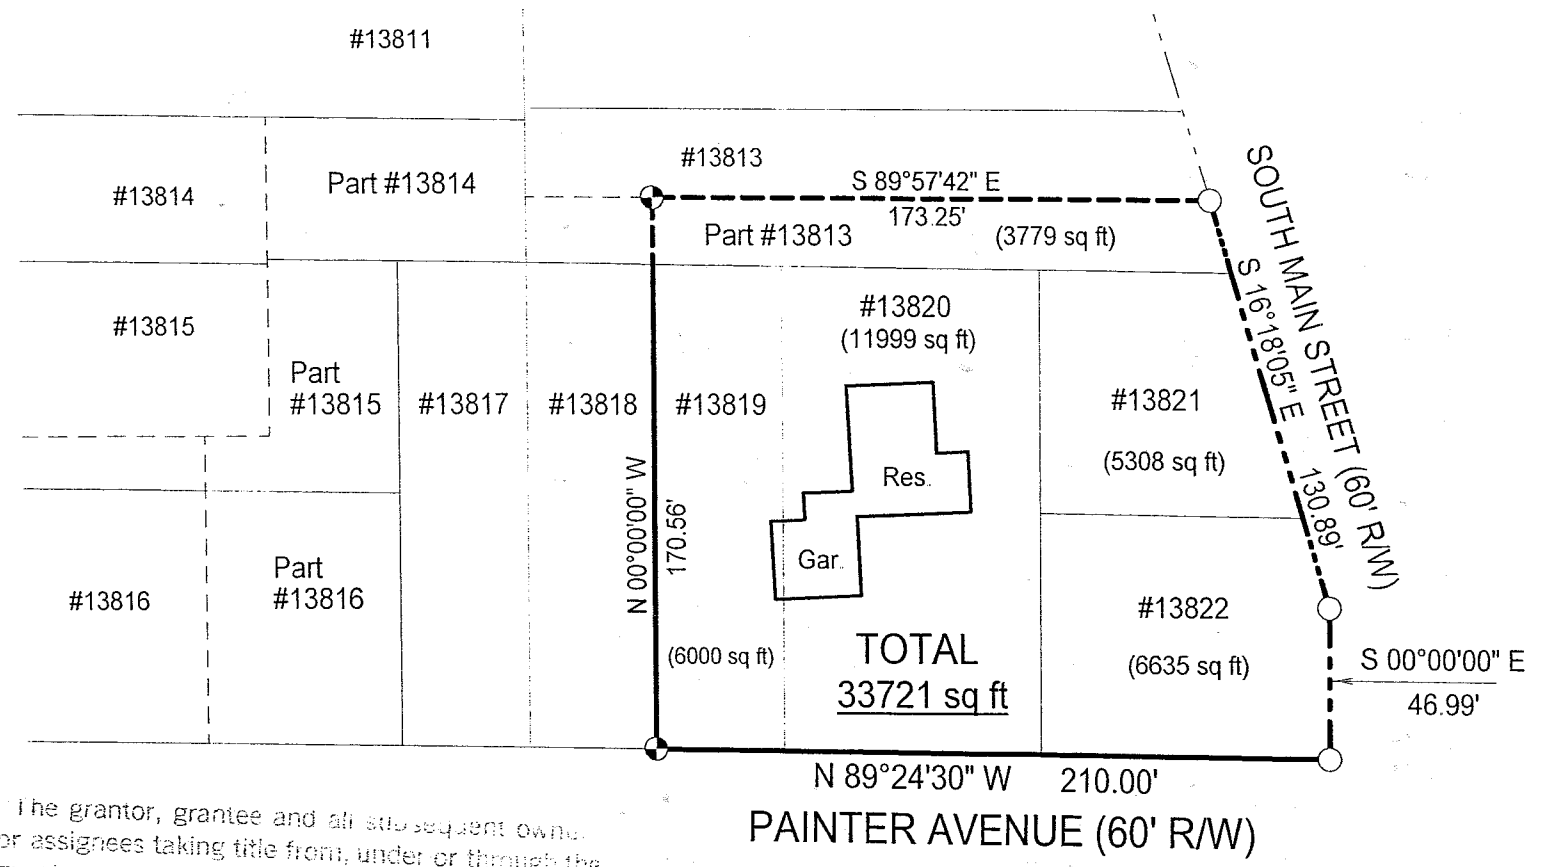 #13811
#13813
#13814
Part #13814
S 89°57'42" E
173.25'
Part #13813
(3779 sq ft)
SOUTH MAIN STREET (60' R/W)
S 16°18'05" E 130.89'
#13815
#13820
(11999 sq ft)
Part
#13815
#13817
#13818
#13819
#13821
(5308 sq ft)
Res.
N 00°00'00" W
170.56'
Gar.
#13816
Part
#13816
#13822
(6635 sq ft)
(6000 sq ft)
TOTAL
33721 sq ft
S 00°00'00" E
46.99'
N 89°24'30" W 210.00'
PAINTER AVENUE (60' R/W)
The grantor, grantee and all subsequent
or assignees taking title from, under or through the